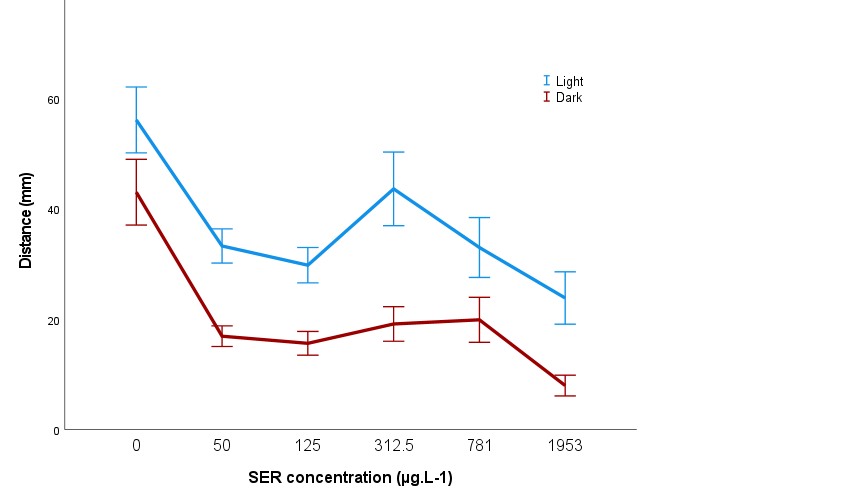 Light
Dark
60
40
20
0
Distance (mm)
0 50 125 312.5 781 1953
SER concentration (µg.L-1)